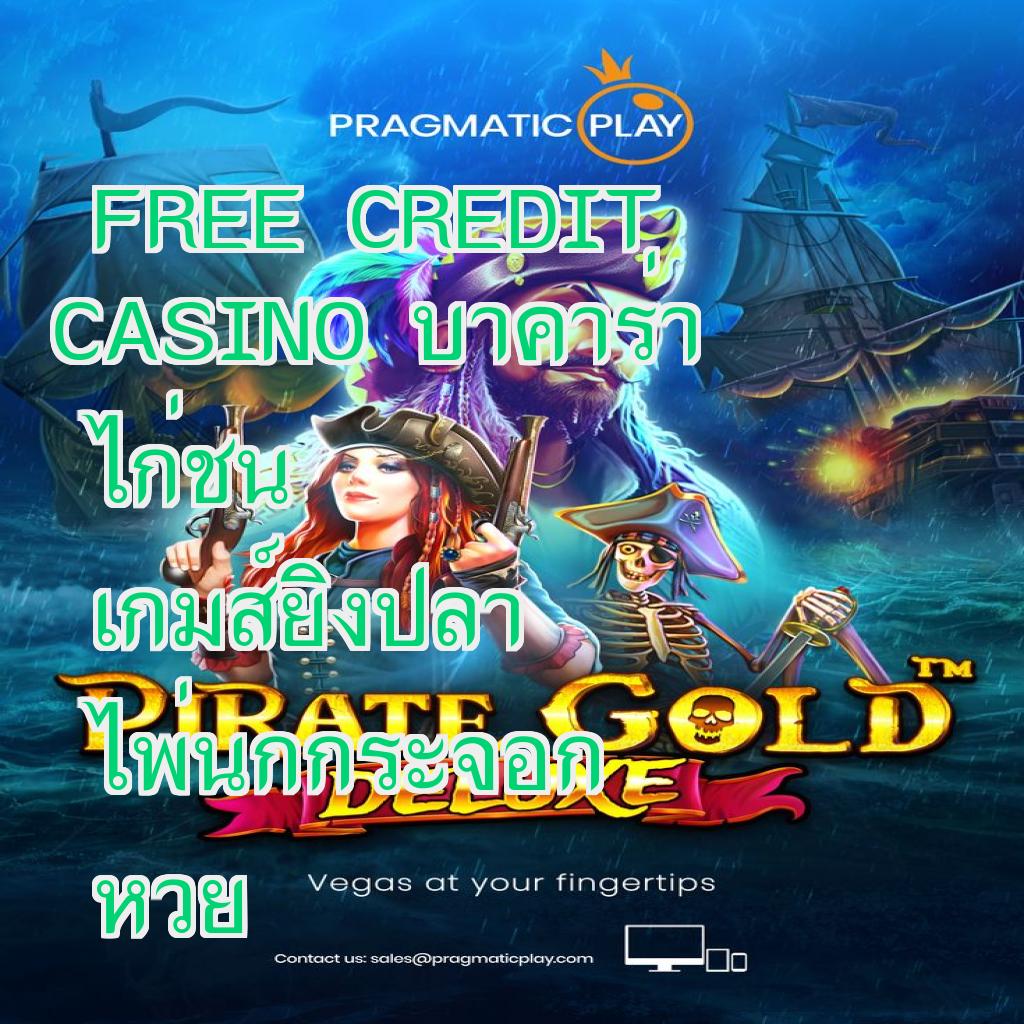 PRAGMATIC PLAY
FREE CREDIT
CASINO บาคาร่า
ไก่ชน
เกมส์ยิงปลา
PIRATE GOLD™
ไพ่นกกระจอก
DELUXE
Vegas at your fingertips
หวย
Contact us: sales@pragmaticplay.com